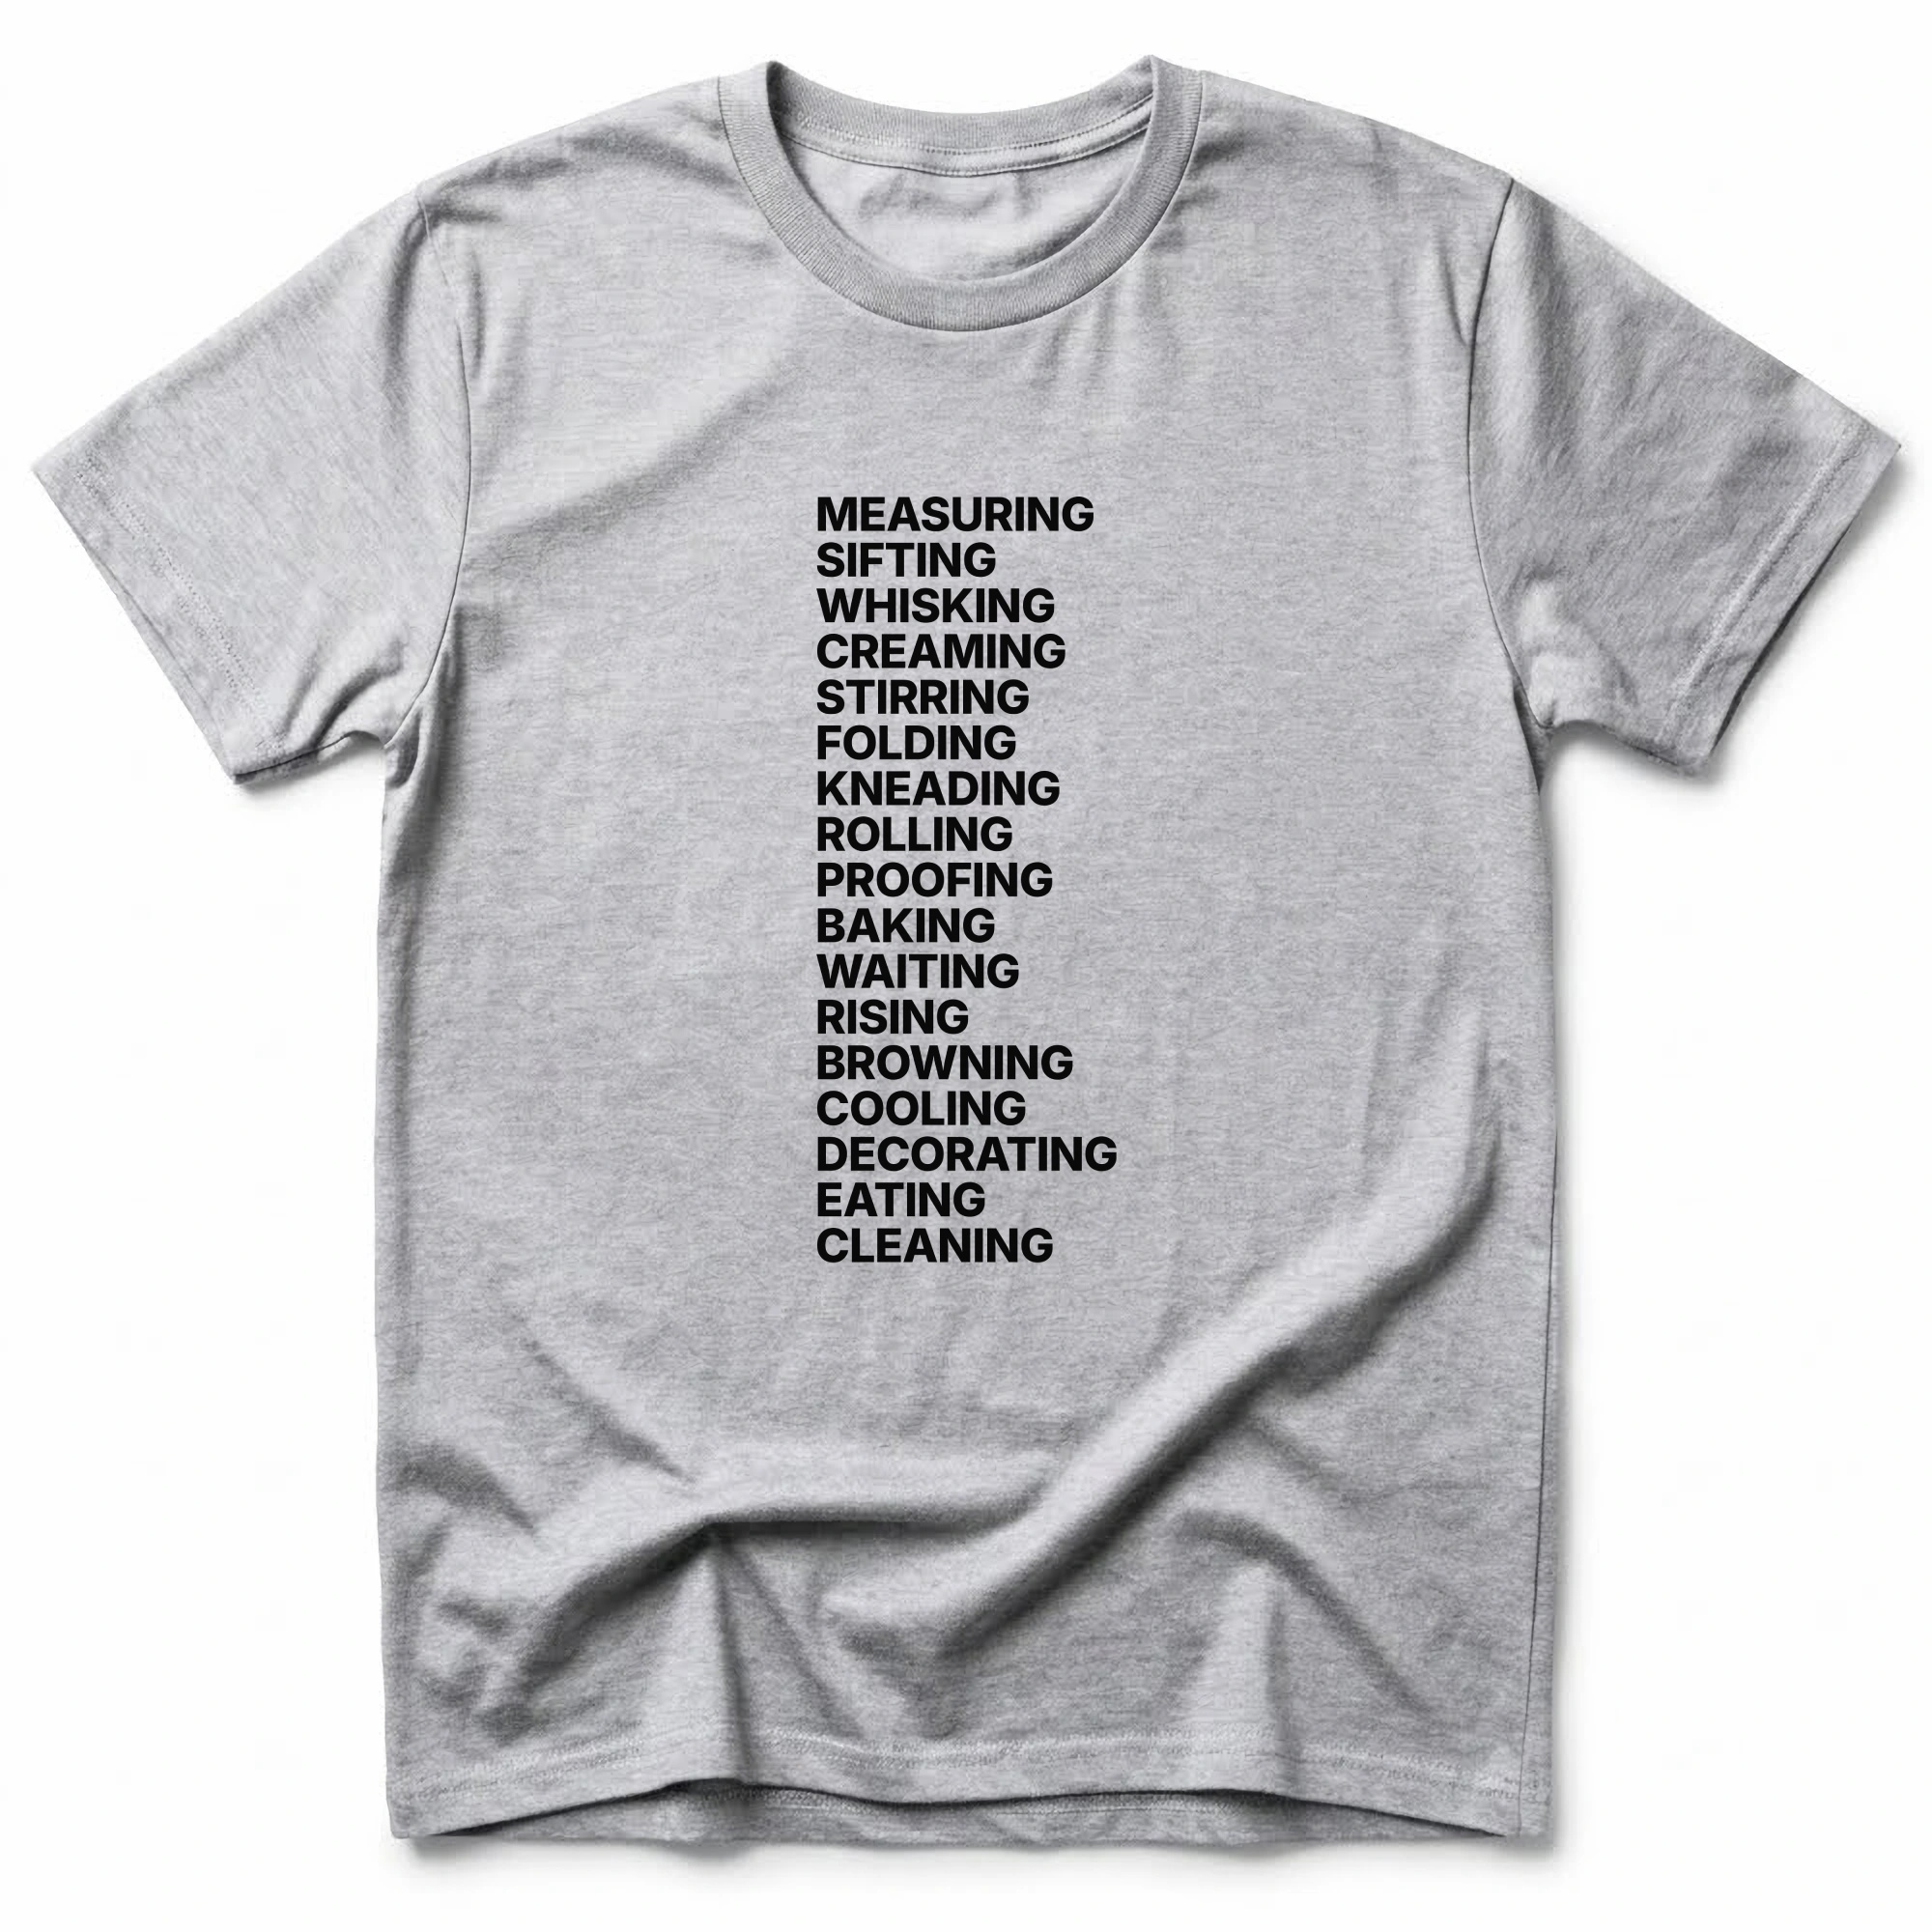 MEASURING
SIFTING
WHISKING
CREAMING
STIRRING
FOLDING
KNEADING
ROLLING
PROOFING
BAKING
WAITING
RISING
BROWNING
COOLING
DECORATING
EATING
CLEANING